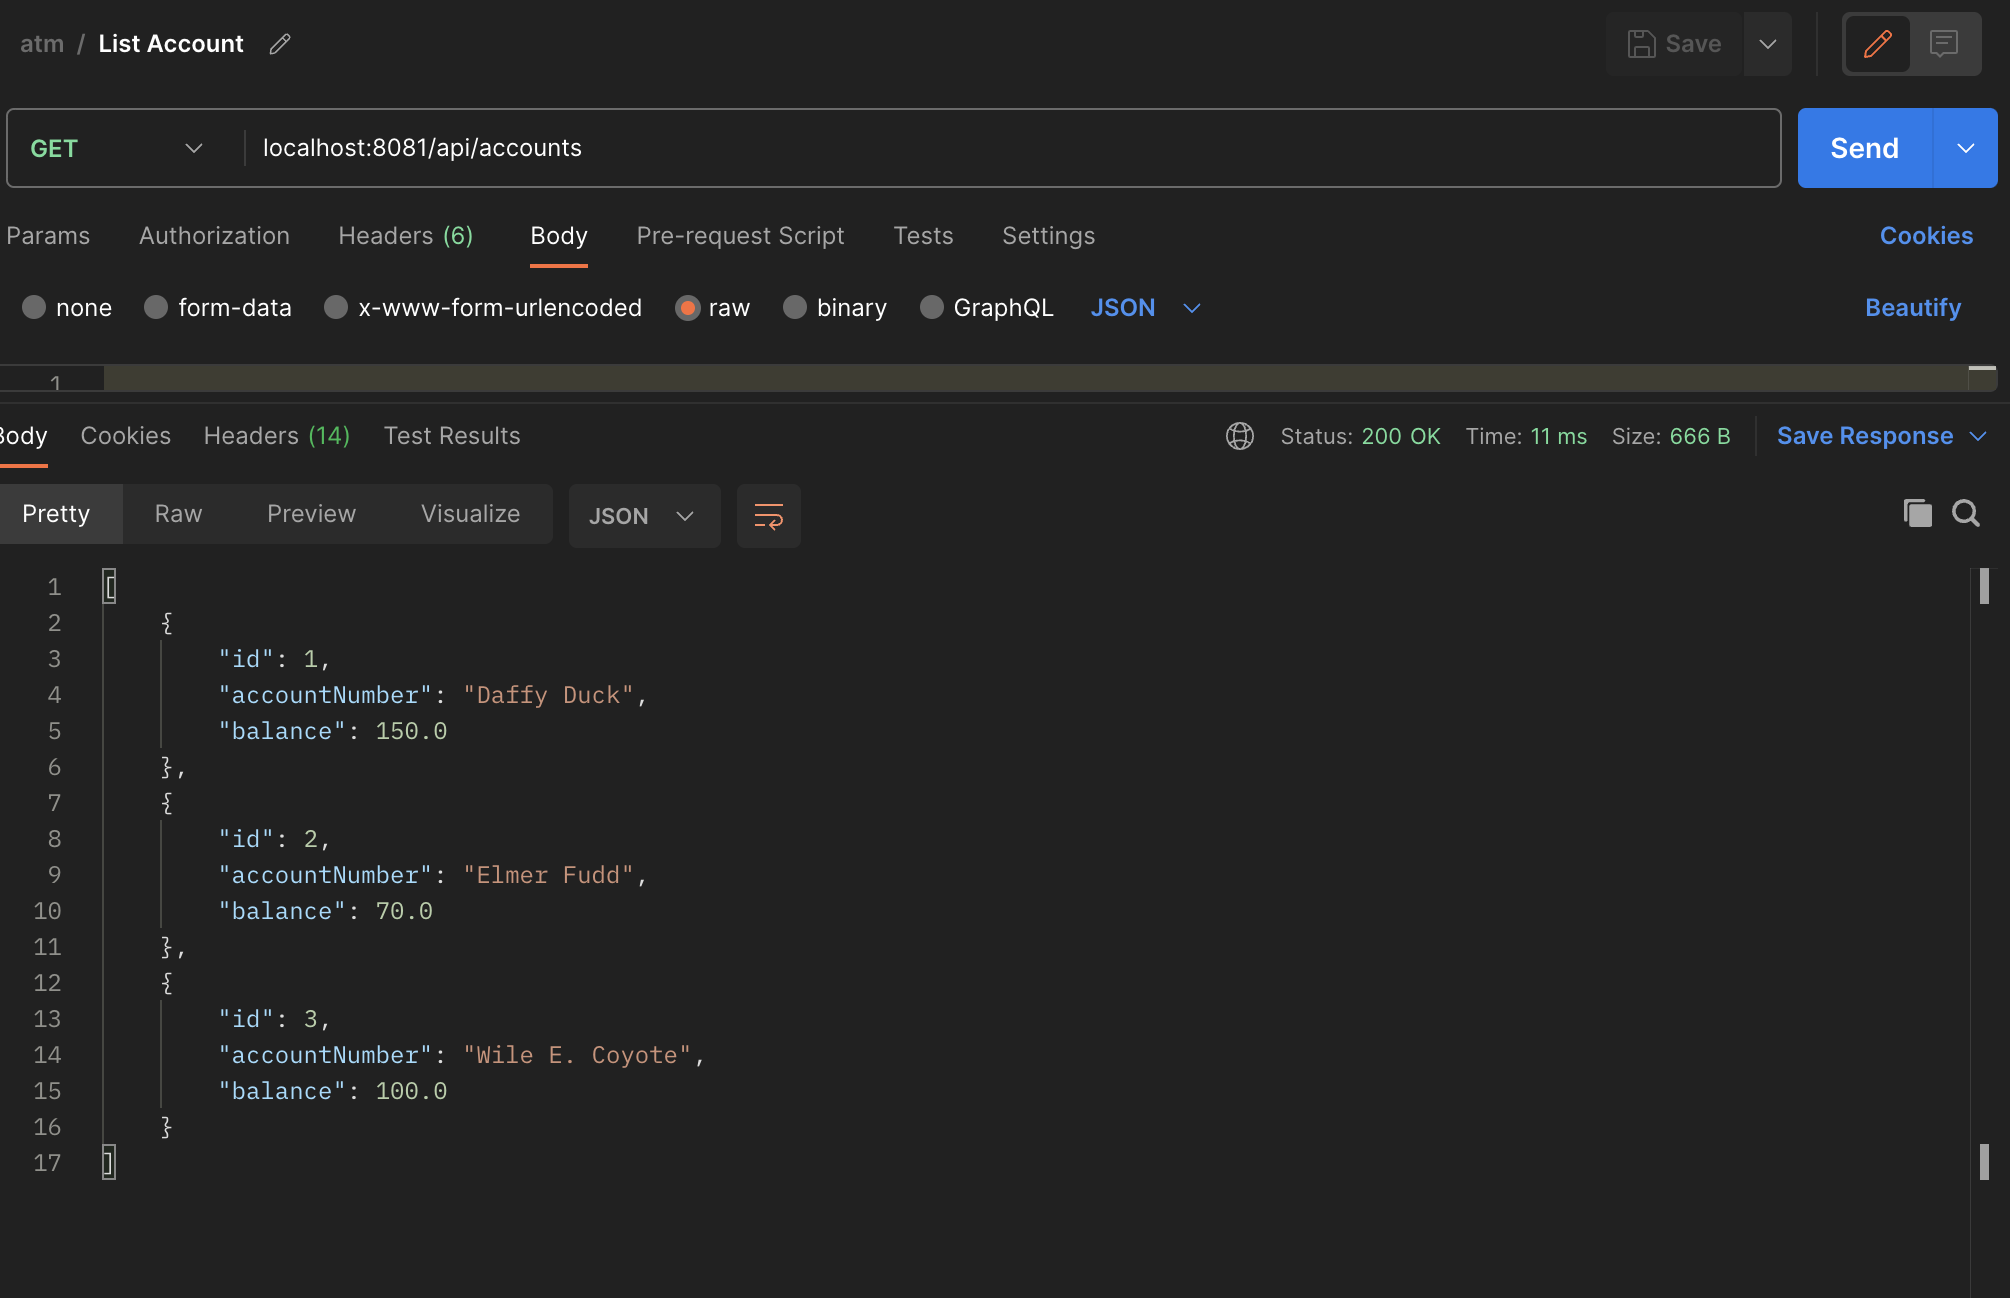 atm / List Account
Save
GET localhost:8081/api/accounts Send
Params Authorization Headers (6) Body Pre-request Script Tests Settings Cookies
none form-data x-www-form-urlencoded raw binary GraphQL JSON Beautify
1
Body Cookies Headers (14) Test Results Status: 200 OK Time: 11 ms Size: 666 B Save Response
Pretty Raw Preview Visualize JSON
1 [
2 {
3 "id": 1,
4 "accountNumber": "Daffy Duck",
5 "balance": 150.0
6 },
7 {
8 "id": 2,
9 "accountNumber": "Elmer Fudd",
10 "balance": 70.0
11 },
12 {
13 "id": 3,
14 "accountNumber": "Wile E. Coyote",
15 "balance": 100.0
16 }
17 ]